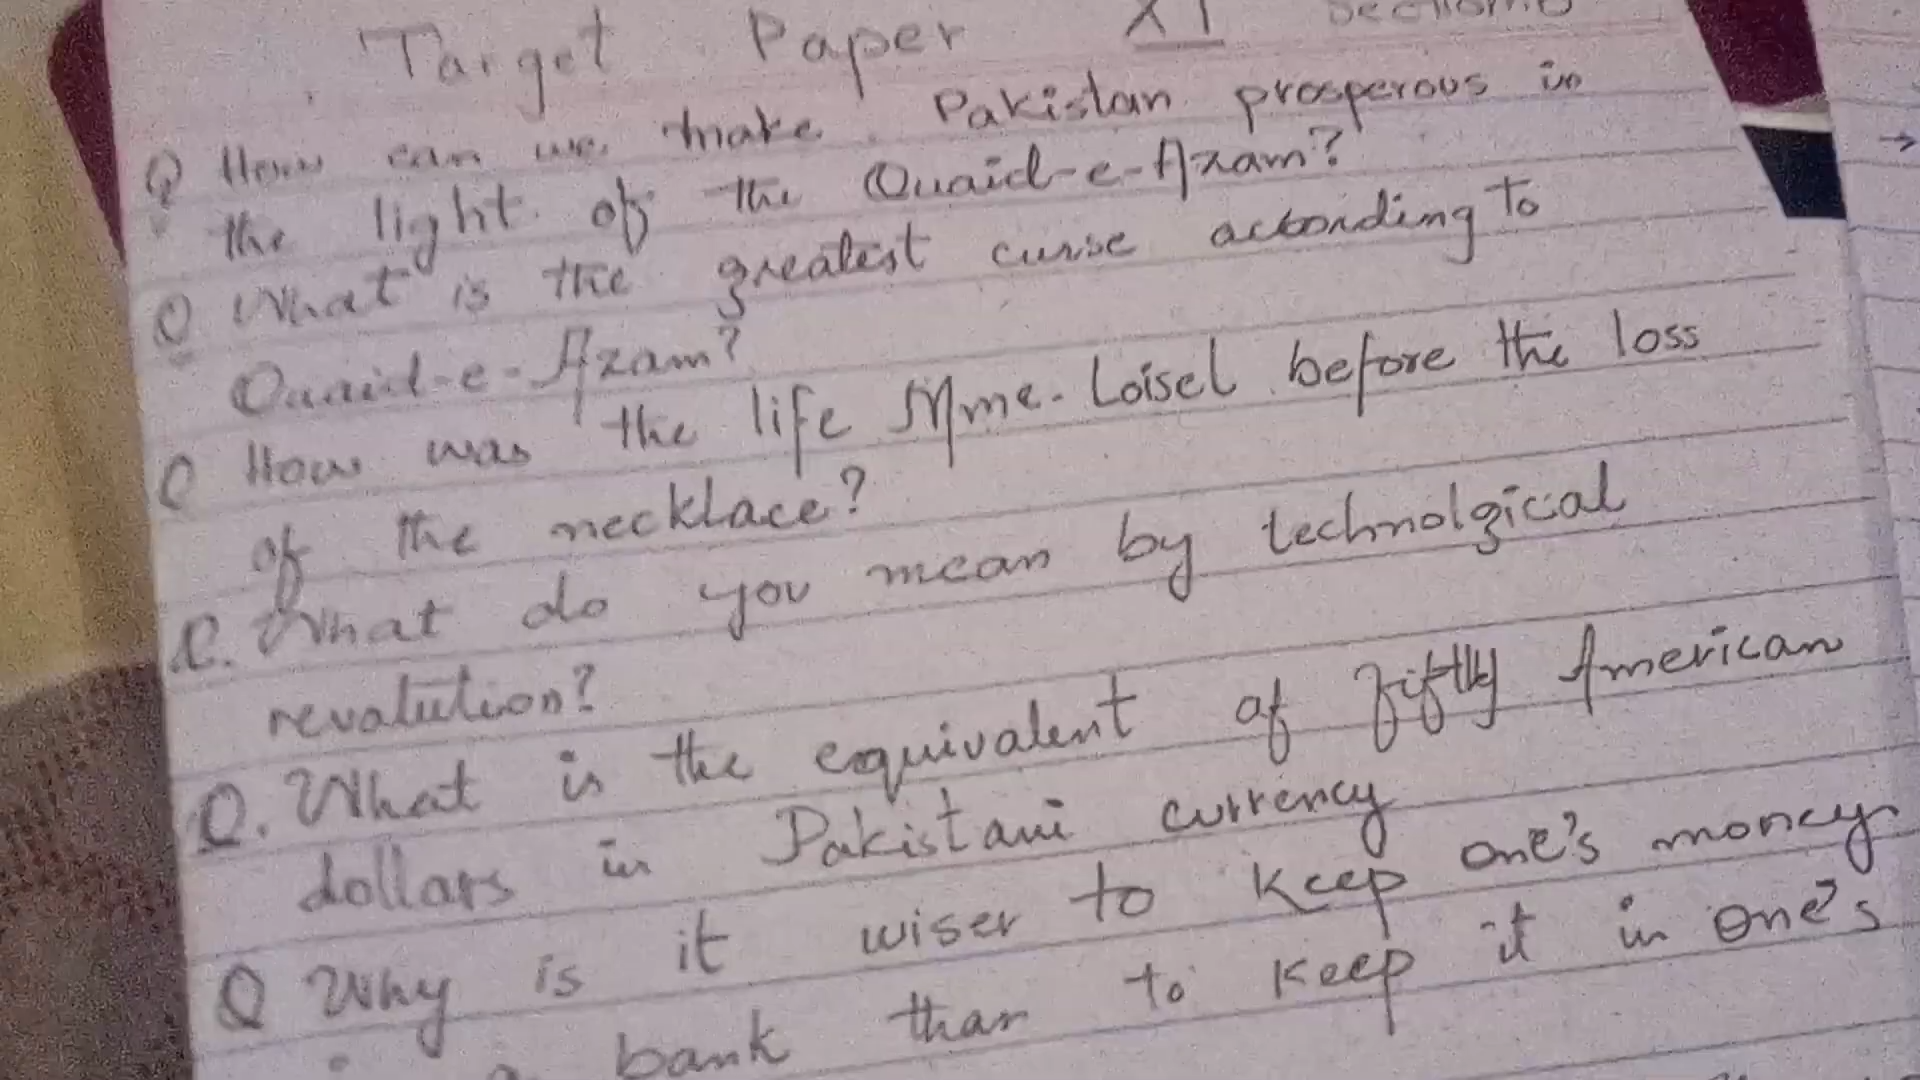 Target Paper XI Section B
Q How can we make Pakistan prosperous in
the light of the Quaid-e-Azam?
Q What is the greatest curse according to
Quaid-e-Azam?
Q How was the life Mme. Loisel before the loss
of the necklace?
Q. What do you mean by technolgical
revalution?
Q. What is the equivalent of
American
dollars in Pakistani currency
Q Why is it wiser to keep one's money
in a bank than to keep it in one's